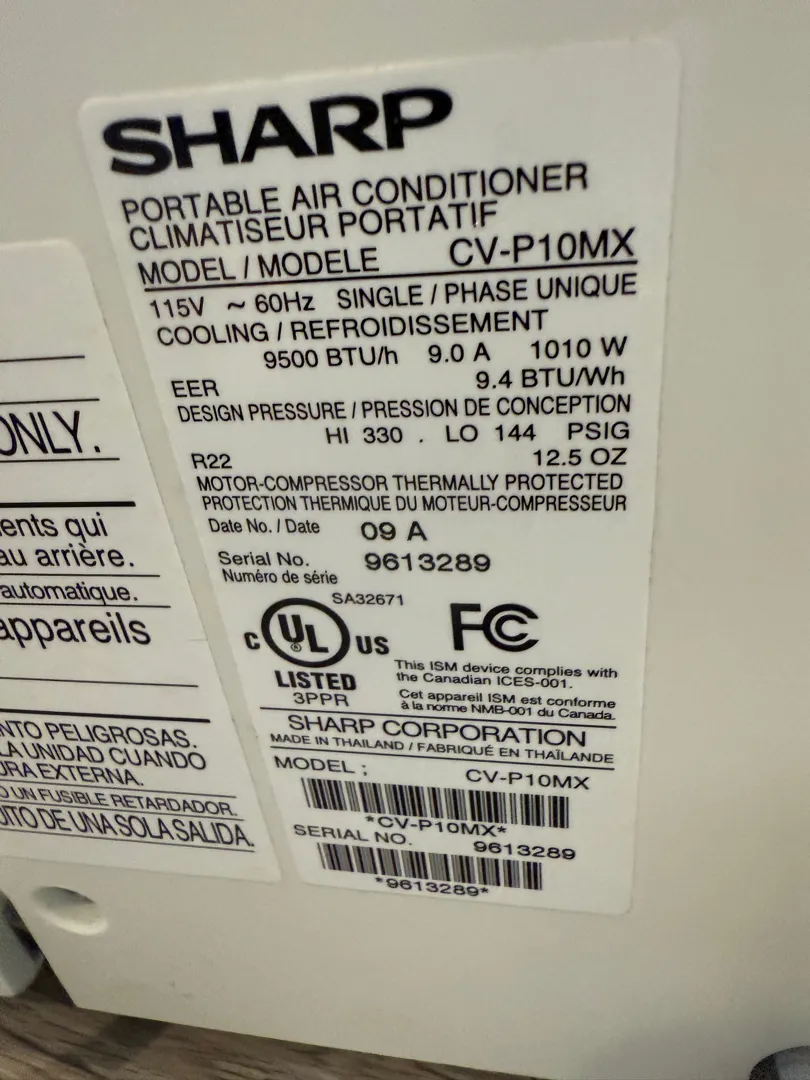 SHARP
PORTABLE AIR CONDITIONER
CLIMATISEUR PORTATIF
MODEL / MODELE CV-P10MX
115V ~ 60Hz SINGLE / PHASE UNIQUE
COOLING / REFROIDISSEMENT
9500 BTU/h 9.0 A 1010 W
EER 9.4 BTU/Wh
DESIGN PRESSURE / PRESSION DE CONCEPTION
HI 330 . LO 144 PSIG
R22 12.5 OZ
MOTOR-COMPRESSOR THERMALLY PROTECTED
PROTECTION THERMIQUE DU MOTEUR-COMPRESSEUR
Date No. / Date 09 A
Serial No. 9613289
Numéro de série
SA32671
C UL ® US
LISTED
3PPR
FC
This ISM device complies with
the Canadian ICES-001.
Cet appareil ISM est conforme
à la norme NMB-001 du Canada.
SHARP CORPORATION
MADE IN THAILAND / FABRIQUÉ EN THAÏLANDE
MODEL : CV-P10MX
*CV-P10MX*
SERIAL NO. 9613289
*9613289*
ONLY.
ents qui
au arrière.
automatique.
appareils
NTO PELIGROSAS.
LA UNIDAD CUANDO
URA EXTERNA.
O UN FUSIBLE RETARDADOR.
UITO DE UNA SOLA SALIDA.